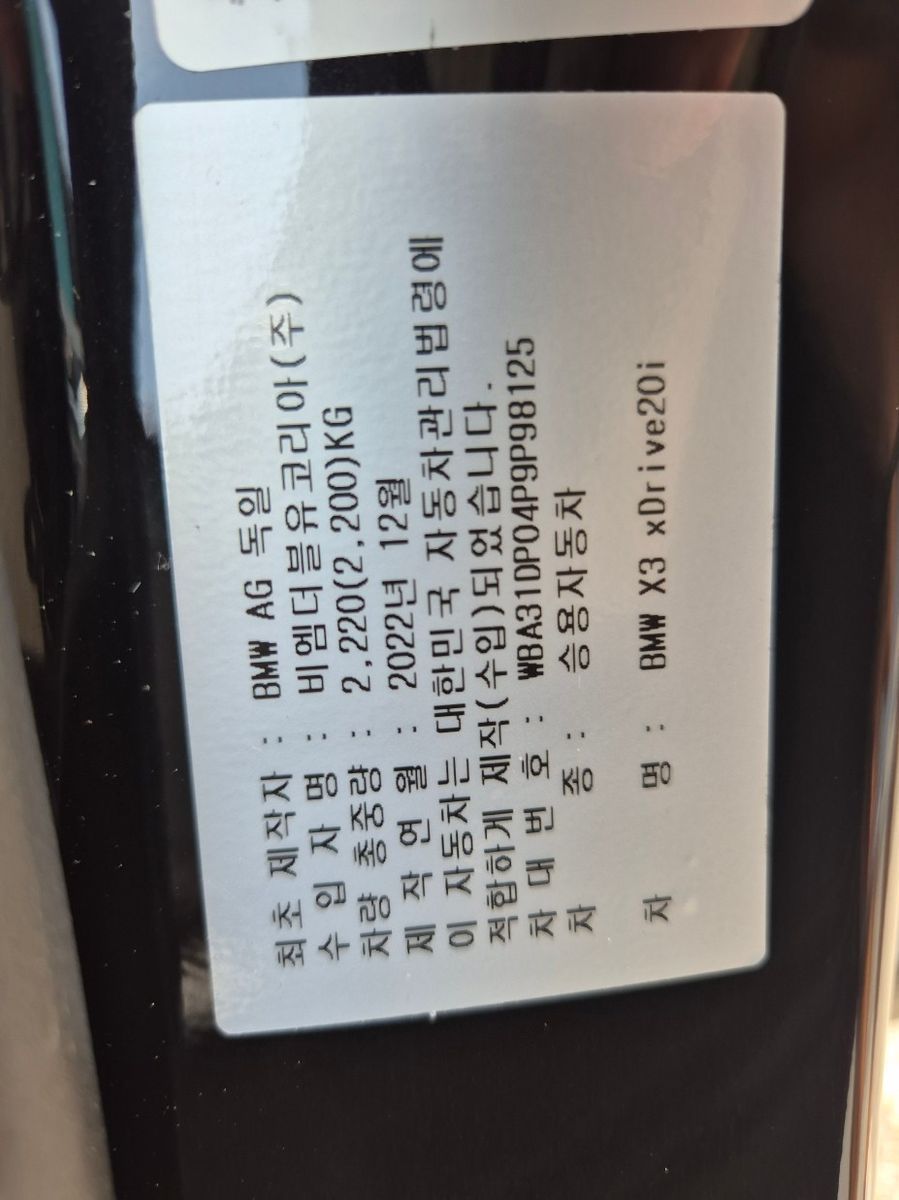 최초 제작자 : BMW AG 독일
수 입 자 명 : 비엠더블유코리아(주)
차량 총중량 : 2,220(2,200)KG
제 작 연 월 : 2022년 12월
이 자동차는 대한민국 자동차관리법령에
적합하게 제작(수입)되었습니다.
차 대 번 호 : WBA31DP04P9P98125
차 종 : 승용자동차
차 명 : BMW X3 xDrive20i